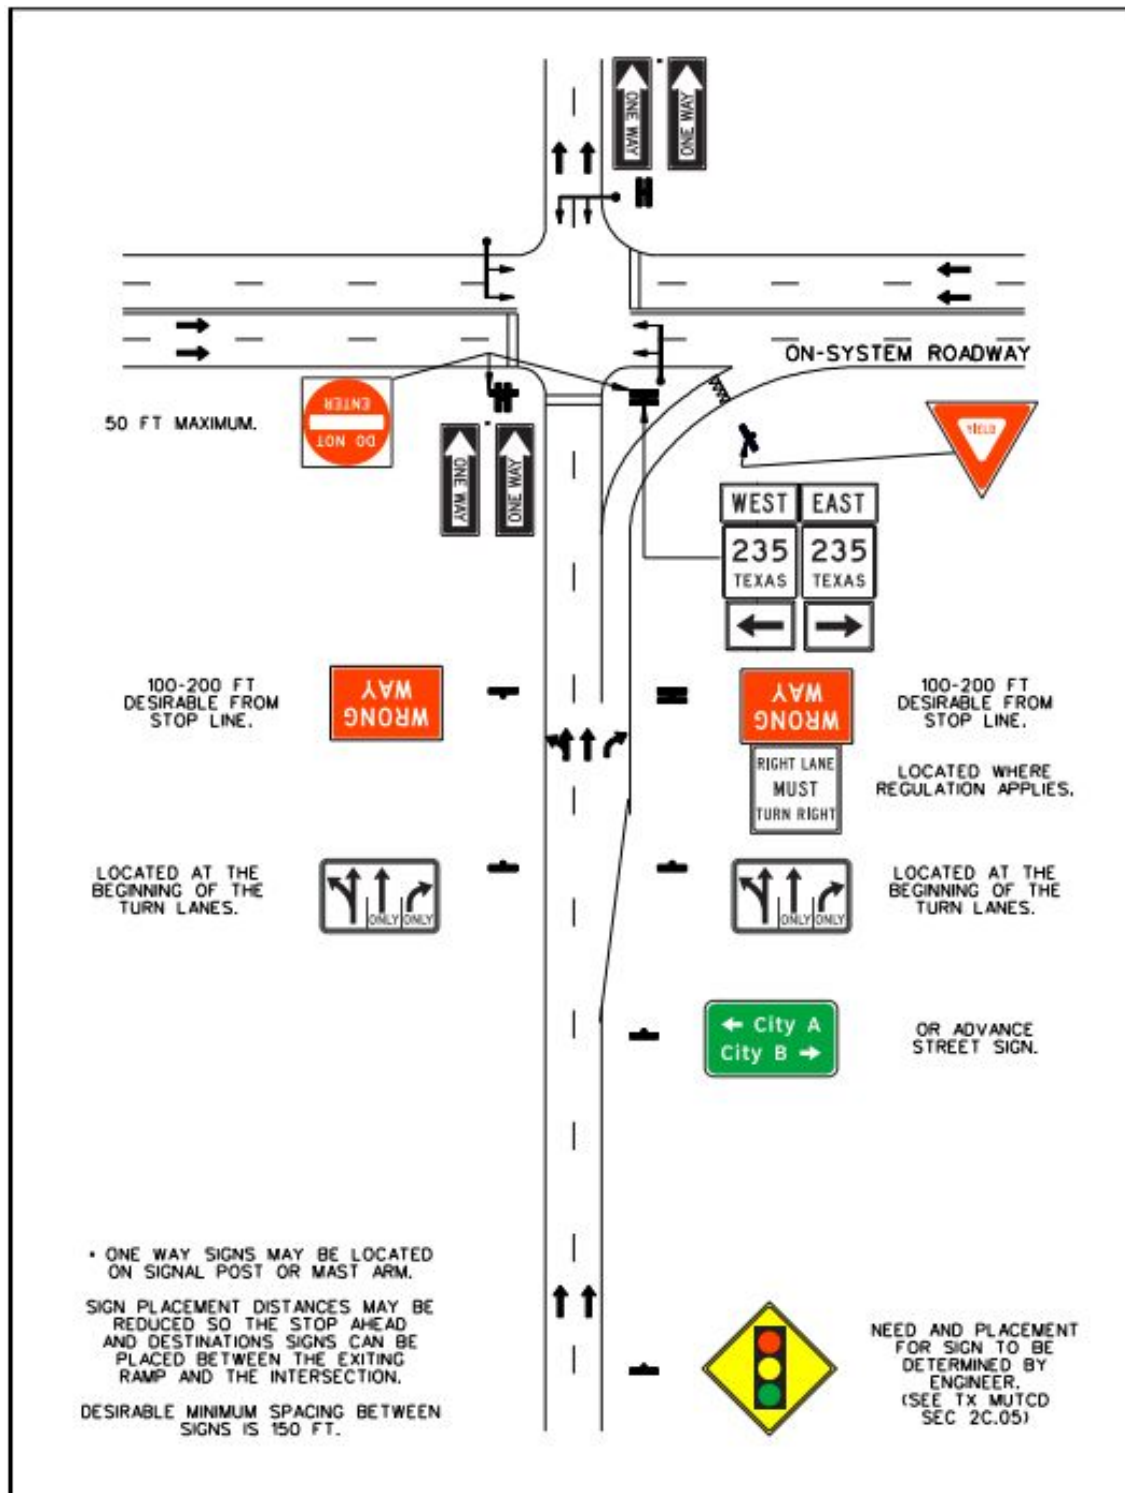 ONE WAY
ONE WAY
ON-SYSTEM ROADWAY
50 FT MAXIMUM.
DO NOT
ENTER
YIELD
ONE WAY
ONE WAY
WEST
EAST
235
TEXAS
235
TEXAS
100-200 FT
DESIRABLE FROM
STOP LINE.
WRONG
WAY
WRONG
WAY
100-200 FT
DESIRABLE FROM
STOP LINE.
RIGHT LANE
MUST
TURN RIGHT
LOCATED WHERE
REGULATION APPLIES.
LOCATED AT THE
BEGINNING OF THE
TURN LANES.
ONLY ONLY
ONLY ONLY
LOCATED AT THE
BEGINNING OF THE
TURN LANES.
← City A
City B →
OR ADVANCE
STREET SIGN.
• ONE WAY SIGNS MAY BE LOCATED
ON SIGNAL POST OR MAST ARM.
SIGN PLACEMENT DISTANCES MAY BE
REDUCED SO THE STOP AHEAD
AND DESTINATIONS SIGNS CAN BE
PLACED BETWEEN THE EXITING
RAMP AND THE INTERSECTION.
DESIRABLE MINIMUM SPACING BETWEEN
SIGNS IS 150 FT.
NEED AND PLACEMENT
FOR SIGN TO BE
DETERMINED BY
ENGINEER.
(SEE TX MUTCD
SEC 2C.05)